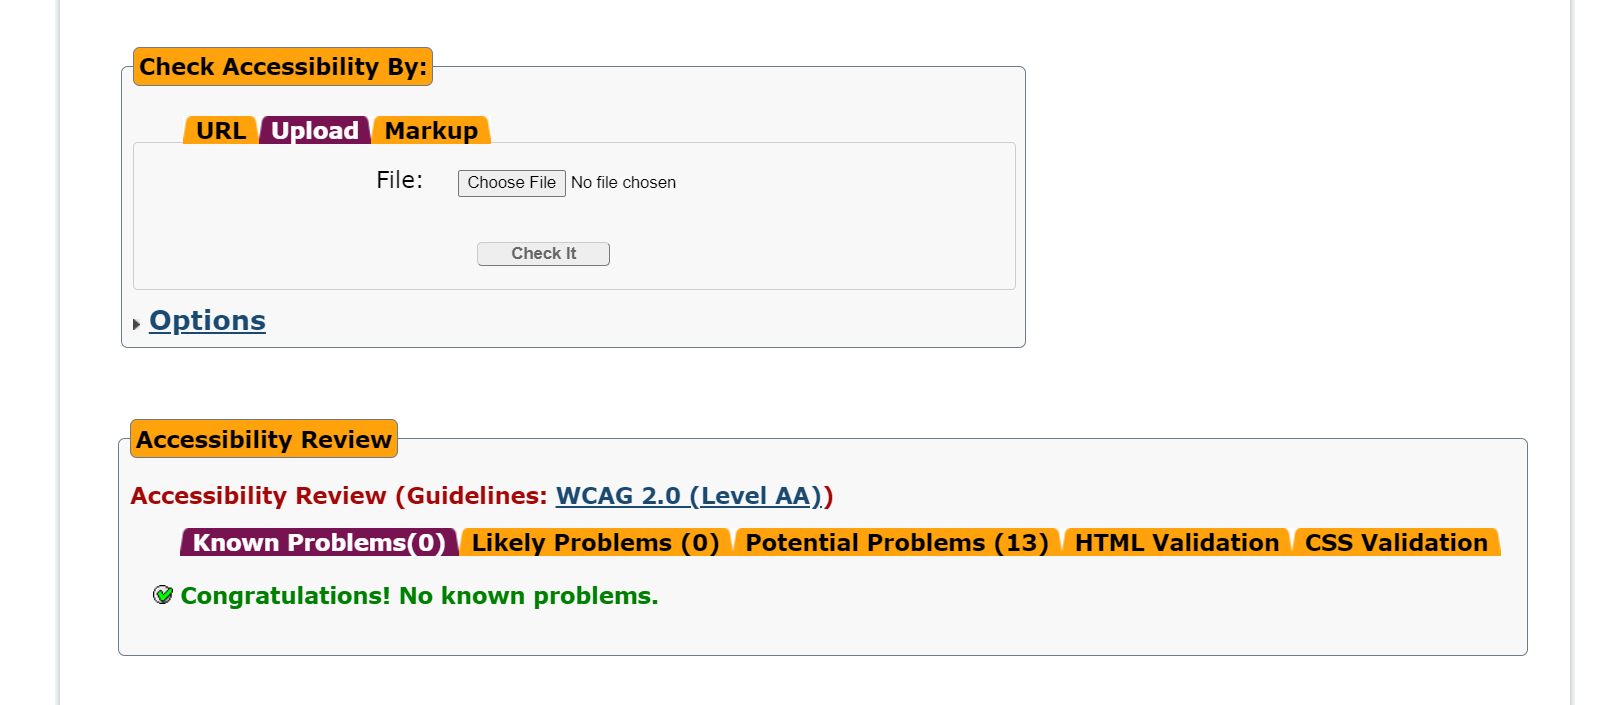 Check Accessibility By:
URL Upload Markup
File: Choose File No file chosen
Check It
Options
Accessibility Review
Accessibility Review (Guidelines: WCAG 2.0 (Level AA))
Known Problems(0) Likely Problems (0) Potential Problems (13) HTML Validation CSS Validation
Congratulations! No known problems.